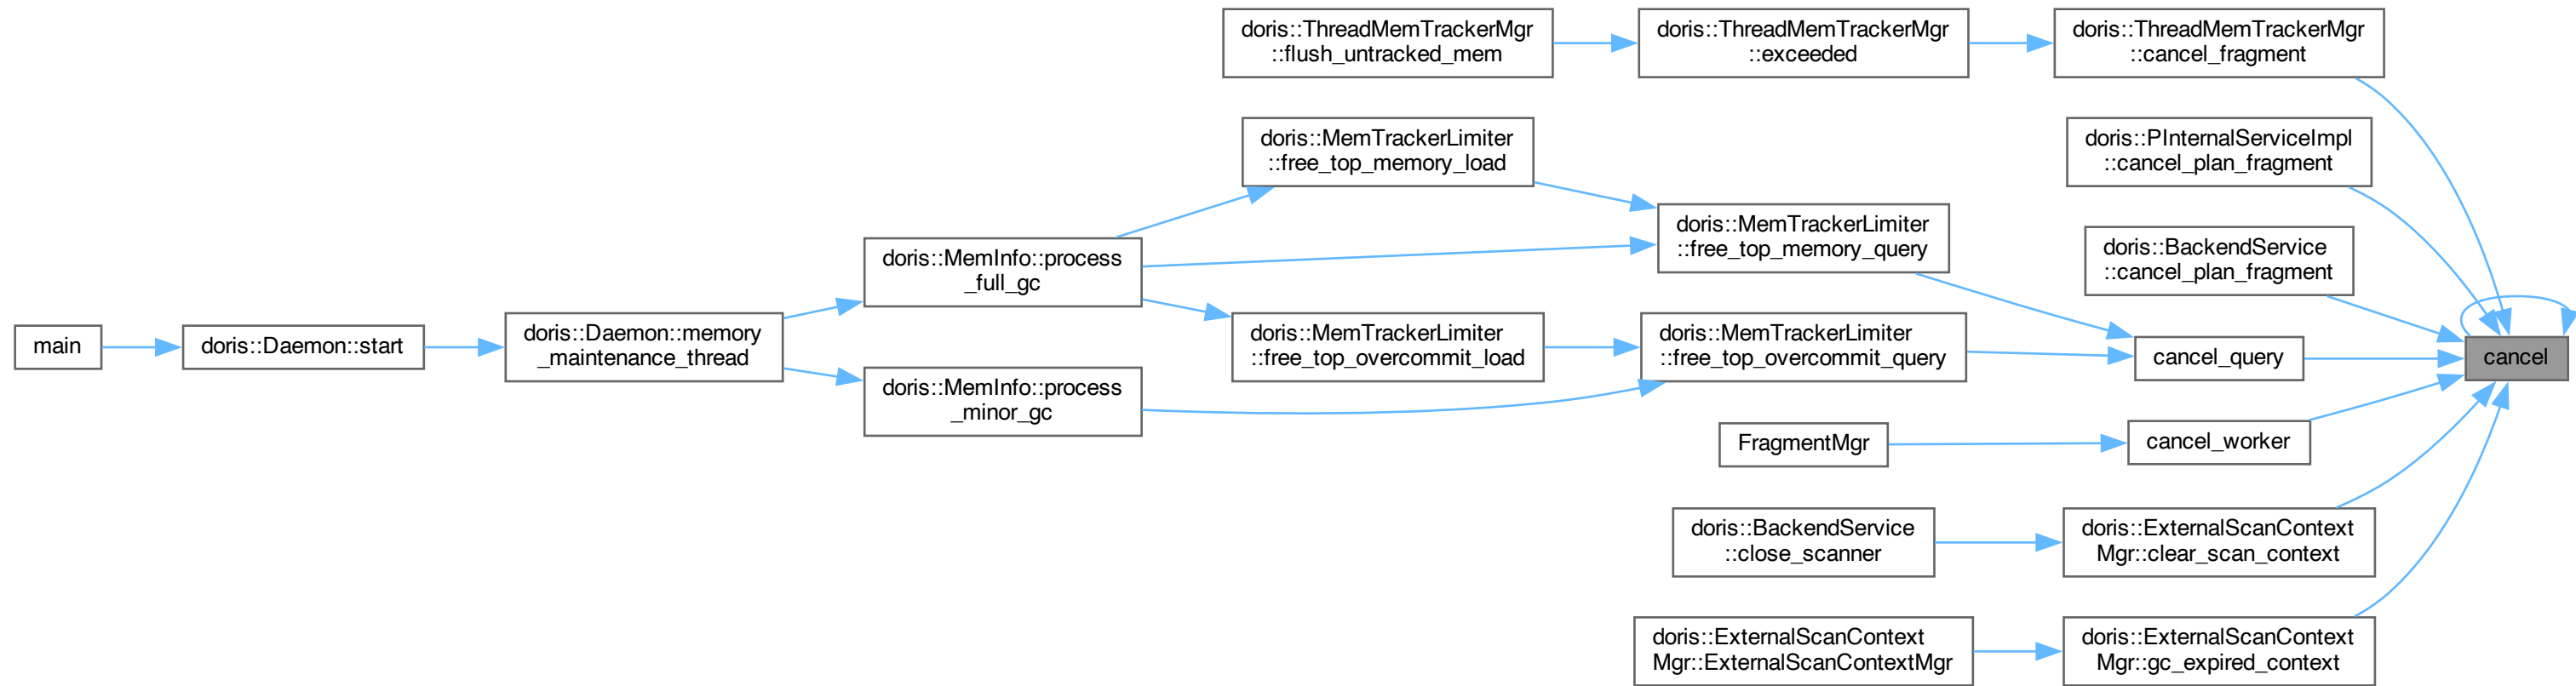 doris::ThreadMemTrackerMgr
::flush_untracked_mem
doris::ThreadMemTrackerMgr
::exceeded
doris::ThreadMemTrackerMgr
::cancel_fragment
doris::MemTrackerLimiter
::free_top_memory_load
doris::PInternalServiceImpl
::cancel_plan_fragment
doris::MemTrackerLimiter
::free_top_memory_query
doris::BackendService
::cancel_plan_fragment
doris::MemInfo::process
_full_gc
main
doris::Daemon::start
doris::Daemon::memory
_maintenance_thread
doris::MemTrackerLimiter
::free_top_overcommit_load
doris::MemTrackerLimiter
::free_top_overcommit_query
cancel_query
cancel
doris::MemInfo::process
_minor_gc
FragmentMgr
cancel_worker
doris::BackendService
::close_scanner
doris::ExternalScanContext
Mgr::clear_scan_context
doris::ExternalScanContext
Mgr::ExternalScanContextMgr
doris::ExternalScanContext
Mgr::gc_expired_context